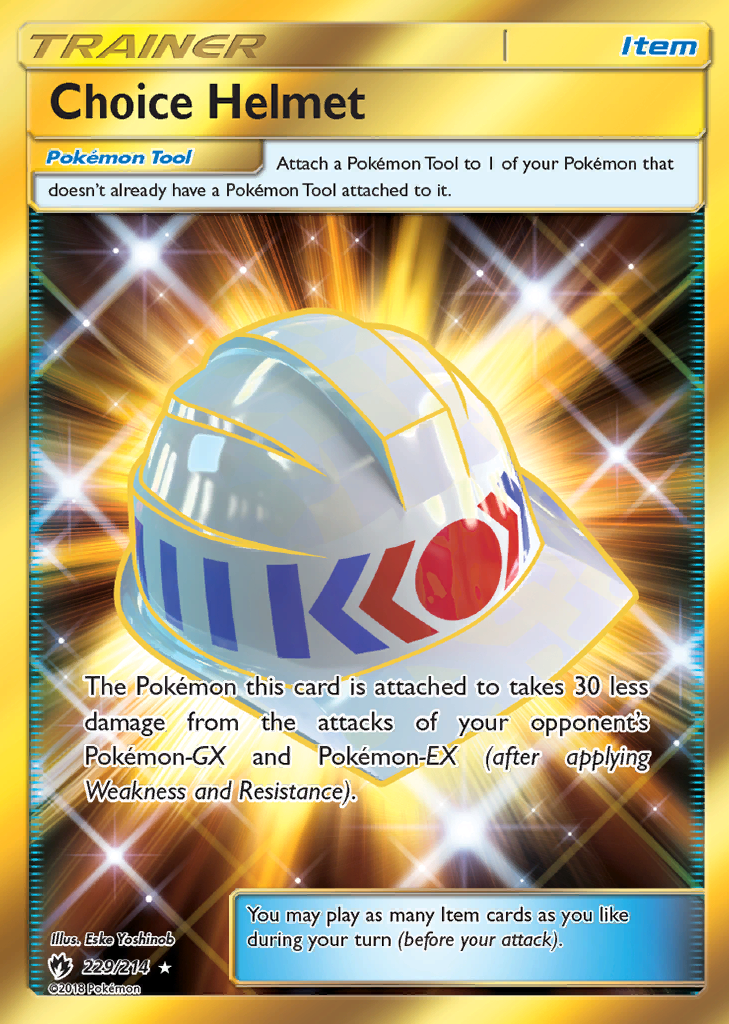 TRAINER
Item
Choice Helmet
Pokémon Tool
Attach a Pokémon Tool to 1 of your Pokémon that
doesn't already have a Pokémon Tool attached to it.
The Pokémon this card is attached to takes 30 less
damage from the attacks of your opponent's
Pokémon-GX and Pokémon-EX (after applying
Weakness and Resistance).
You may play as many Item cards as you like
during your turn (before your attack).
Illus. Eske Yoshinob
229/214 ★
©2018 Pokémon